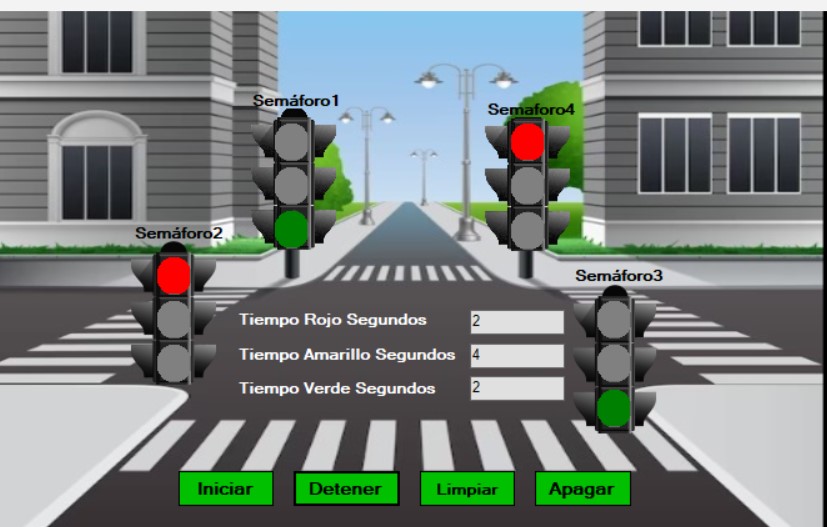 Semáforo1
Semaforo4
Semáforo2
Semáforo3
Tiempo Rojo Segundos 2
Tiempo Amarillo Segundos 4
Tiempo Verde Segundos 2
Iniciar Detener Limpiar Apagar